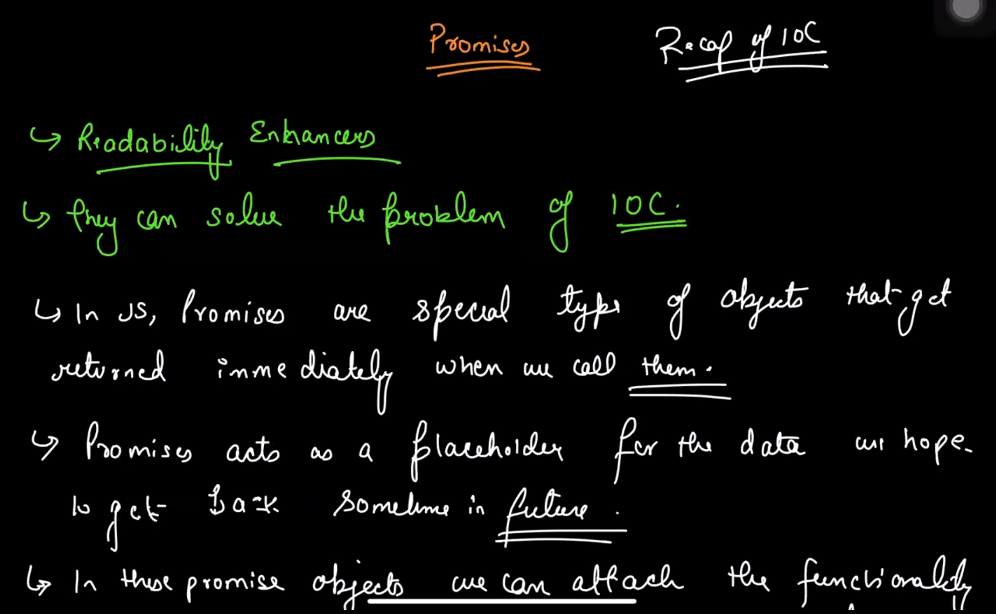 Promises Recap of IOC
↳ Readability Enhancers
↳ they can solve the problem of IOC.
↳ In JS, Promises are special type of objects that get
returned immediately when we call them.
↳ Promises acts as a placeholder for the data we hope
to get back sometime in future.
↳ In these promise objects we can attach the functionality